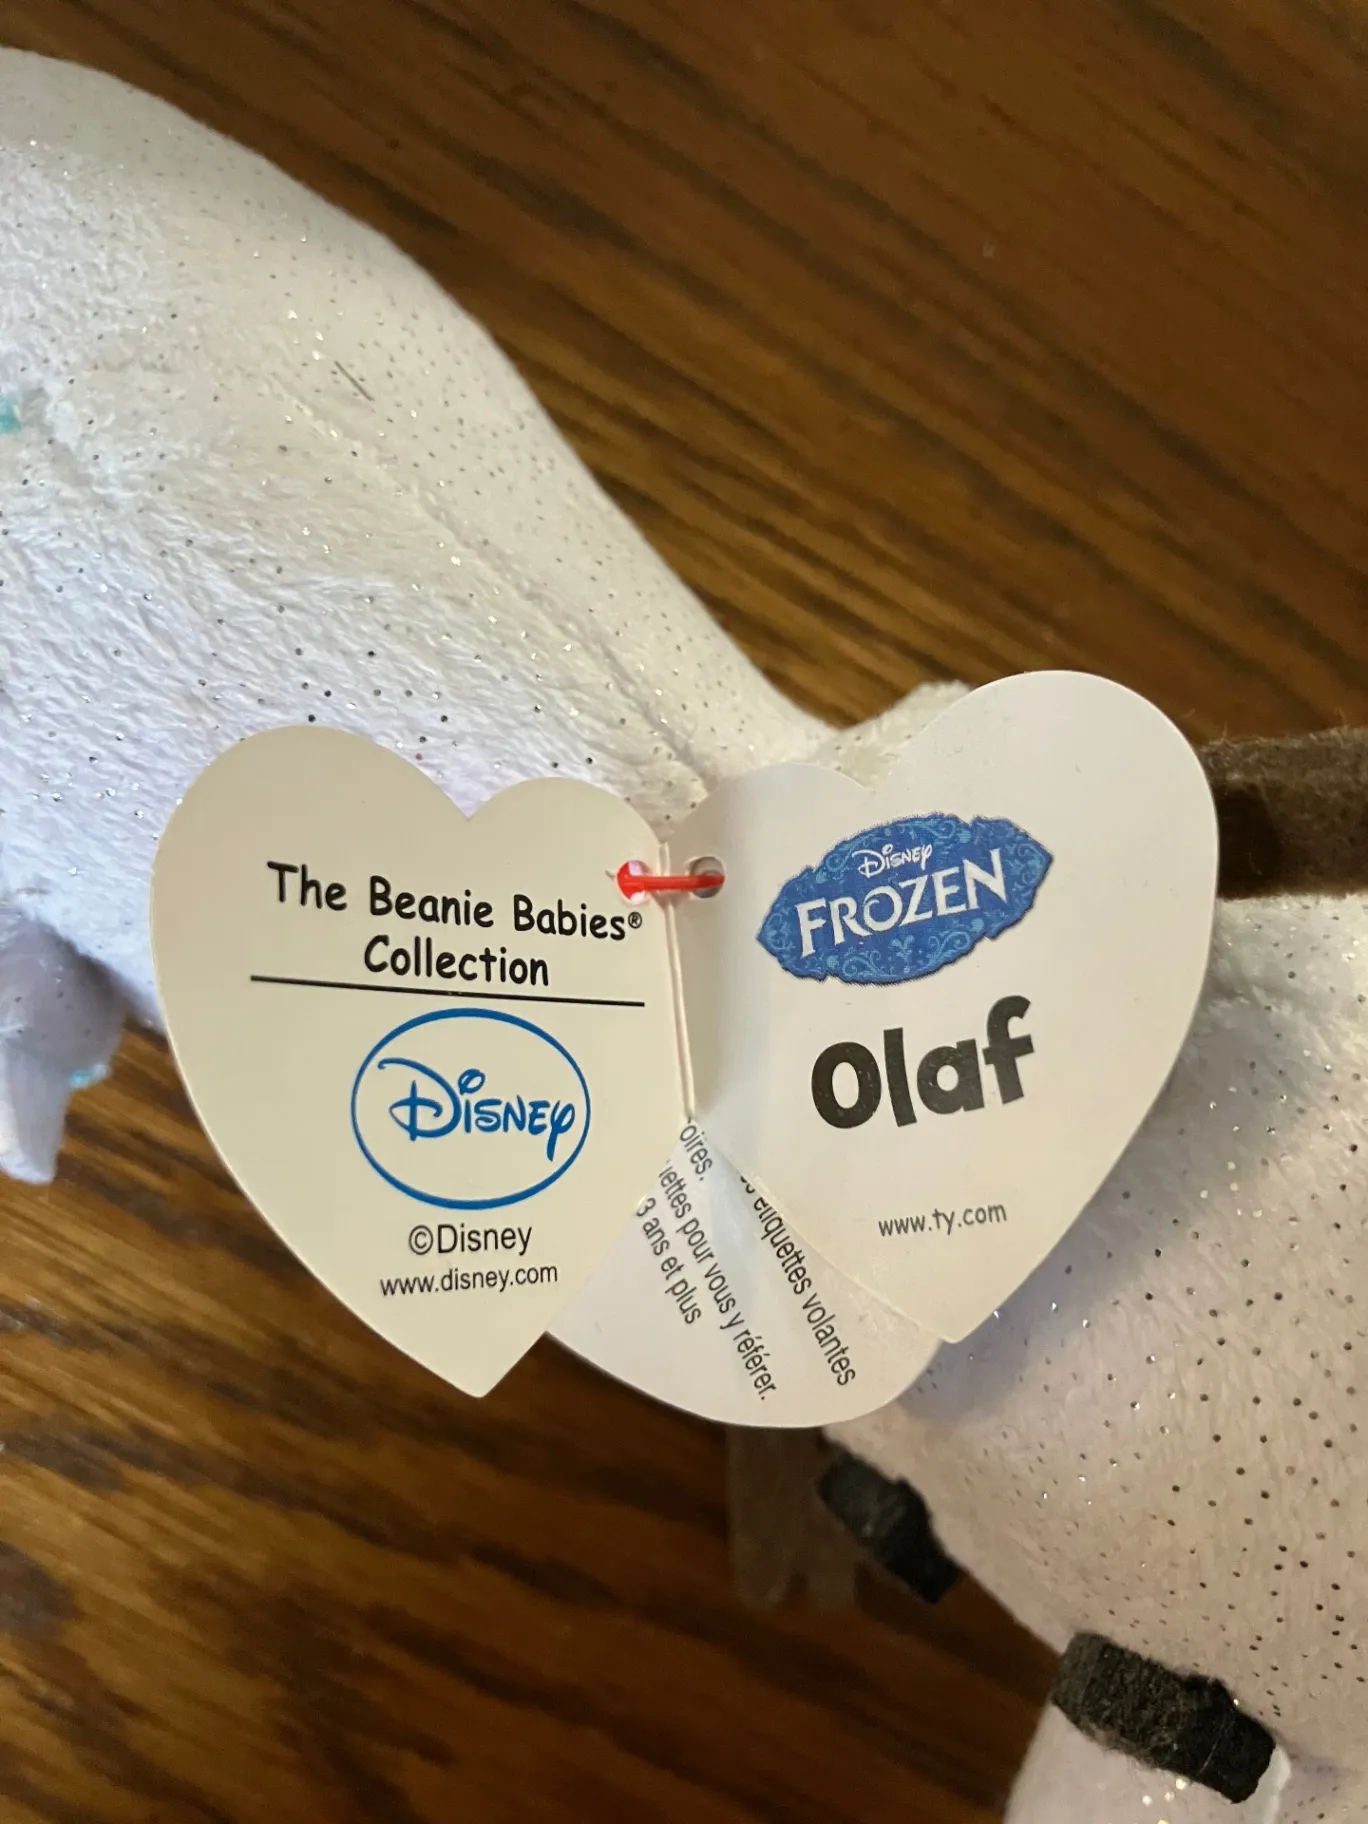 The Beanie Babies®
Collection
Disney
©Disney
www.disney.com
Disney
FROZEN
Olaf
www.ty.com
oires.
pour vous y référer.
3 ans et plus
étiquettes volantes